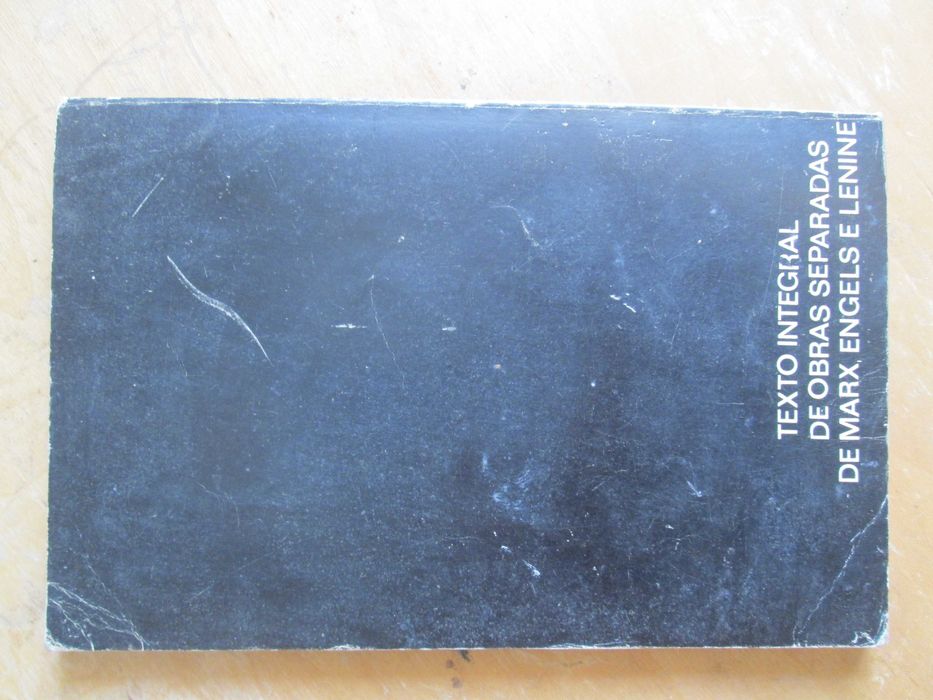 TEXTO INTEGRAL
DE OBRAS SEPARADAS
DE MARX, ENGELS E LENINE